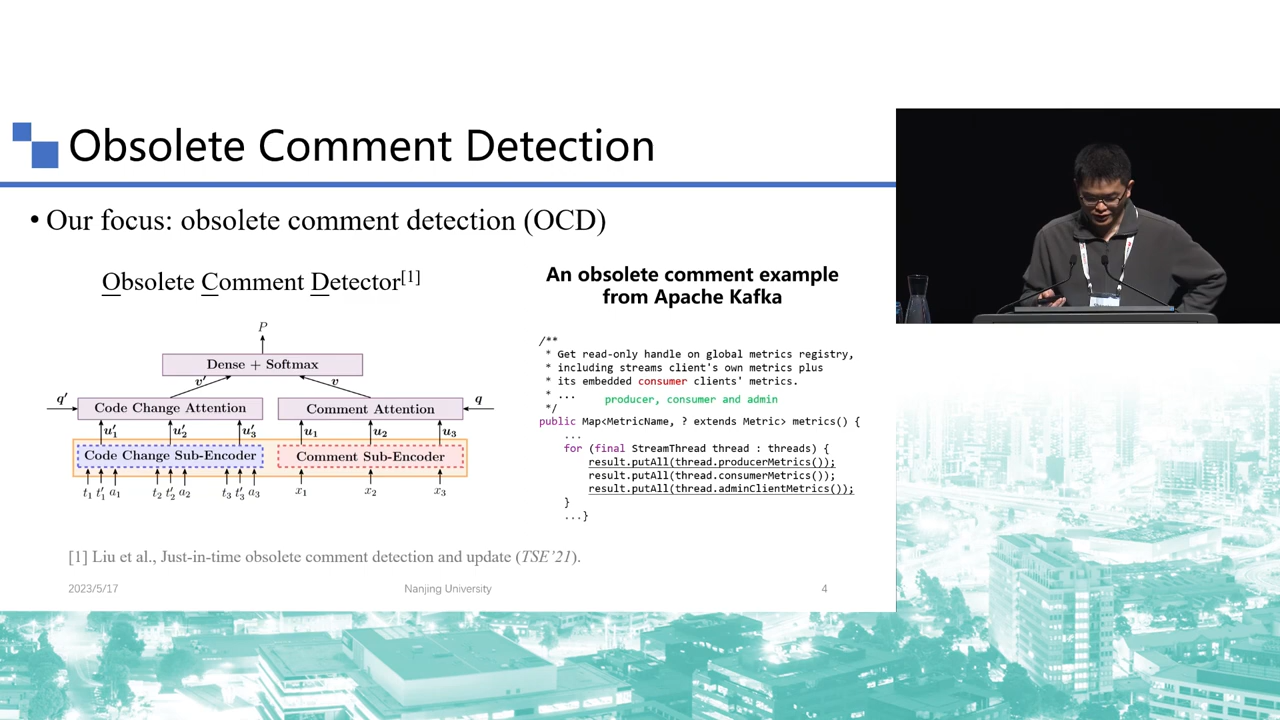 Obsolete Comment Detection
• Our focus: obsolete comment detection (OCD)
Obsolete Comment Detector[1]
P
Dense + Softmax
v′ v
q′ Code Change Attention Comment Attention q
u′1 u′2 u′3 u1 u2 u3
Code Change Sub-Encoder Comment Sub-Encoder
t1 t′1 a1 t2 t′2 a2 t3 t′3 a3 x1 x2 x3
An obsolete comment example
from Apache Kafka
/**
* Get read-only handle on global metrics registry,
* including streams client's own metrics plus
* its embedded consumer clients' metrics.
* ... producer, consumer and admin
*/
public Map<MetricName, ? extends Metric> metrics() {
...
for (final StreamThread thread : threads) {
result.putAll(thread.producerMetrics());
result.putAll(thread.consumerMetrics());
result.putAll(thread.adminClientMetrics());
}
...}
[1] Liu et al., Just-in-time obsolete comment detection and update (TSE’21).
2023/5/17 Nanjing University 4